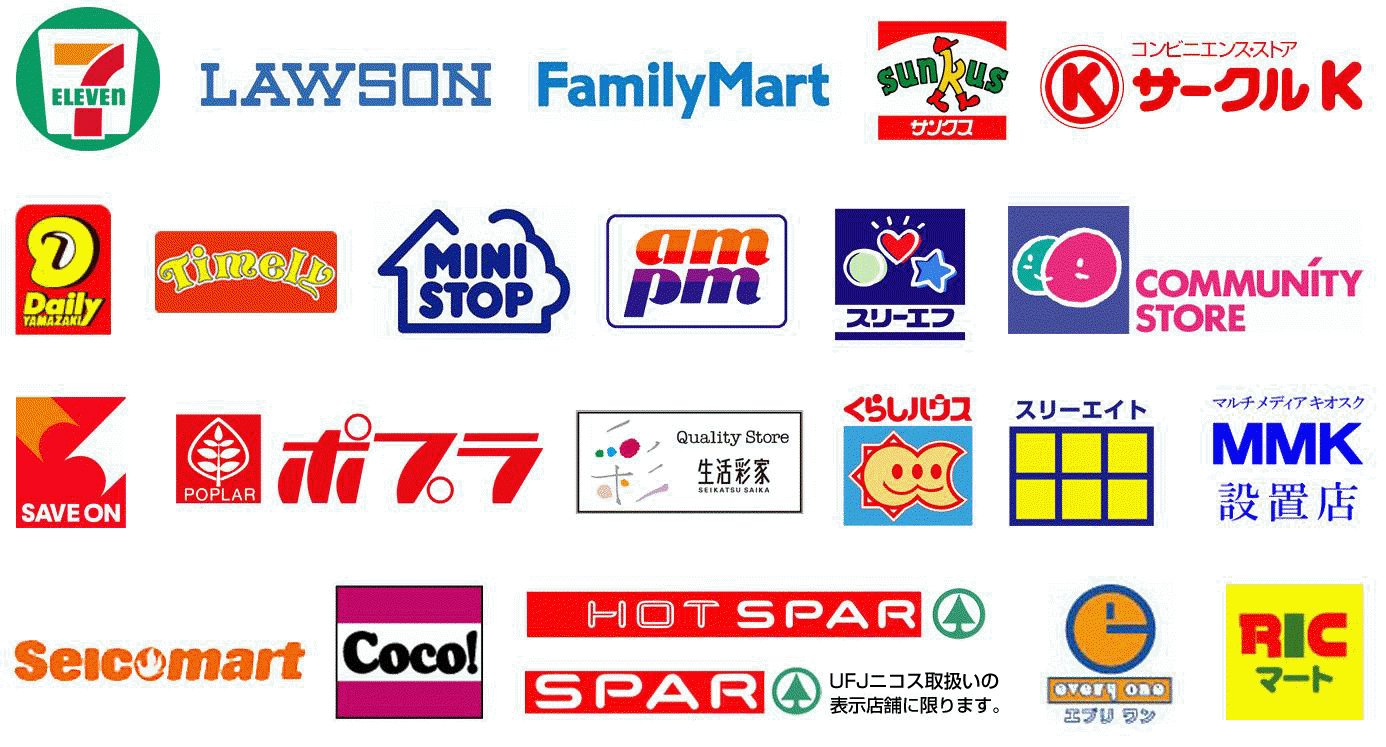 7
ELEVEn
LAWSON
FamilyMart
sunkus
サンクス
コンビニエンス・ストア
K サークルK
D
Daily
YAMAZAKI
Timely
MINI
STOP
am
pm
スリーエフ
COMMUNITY
STORE
SAVE ON
POPLAR
ポプラ
彩
Quality Store
生活彩家
SEIKATSU SAIKA
くらしハウス
スリーエイト
マルチメディアキオスク
MMK
設置店
Seicomart
Coco!
HOT SPAR
SPAR
UFJニコス取扱いの
表示店舗に限ります。
e
every one
エブリ ワン
RIC
マート